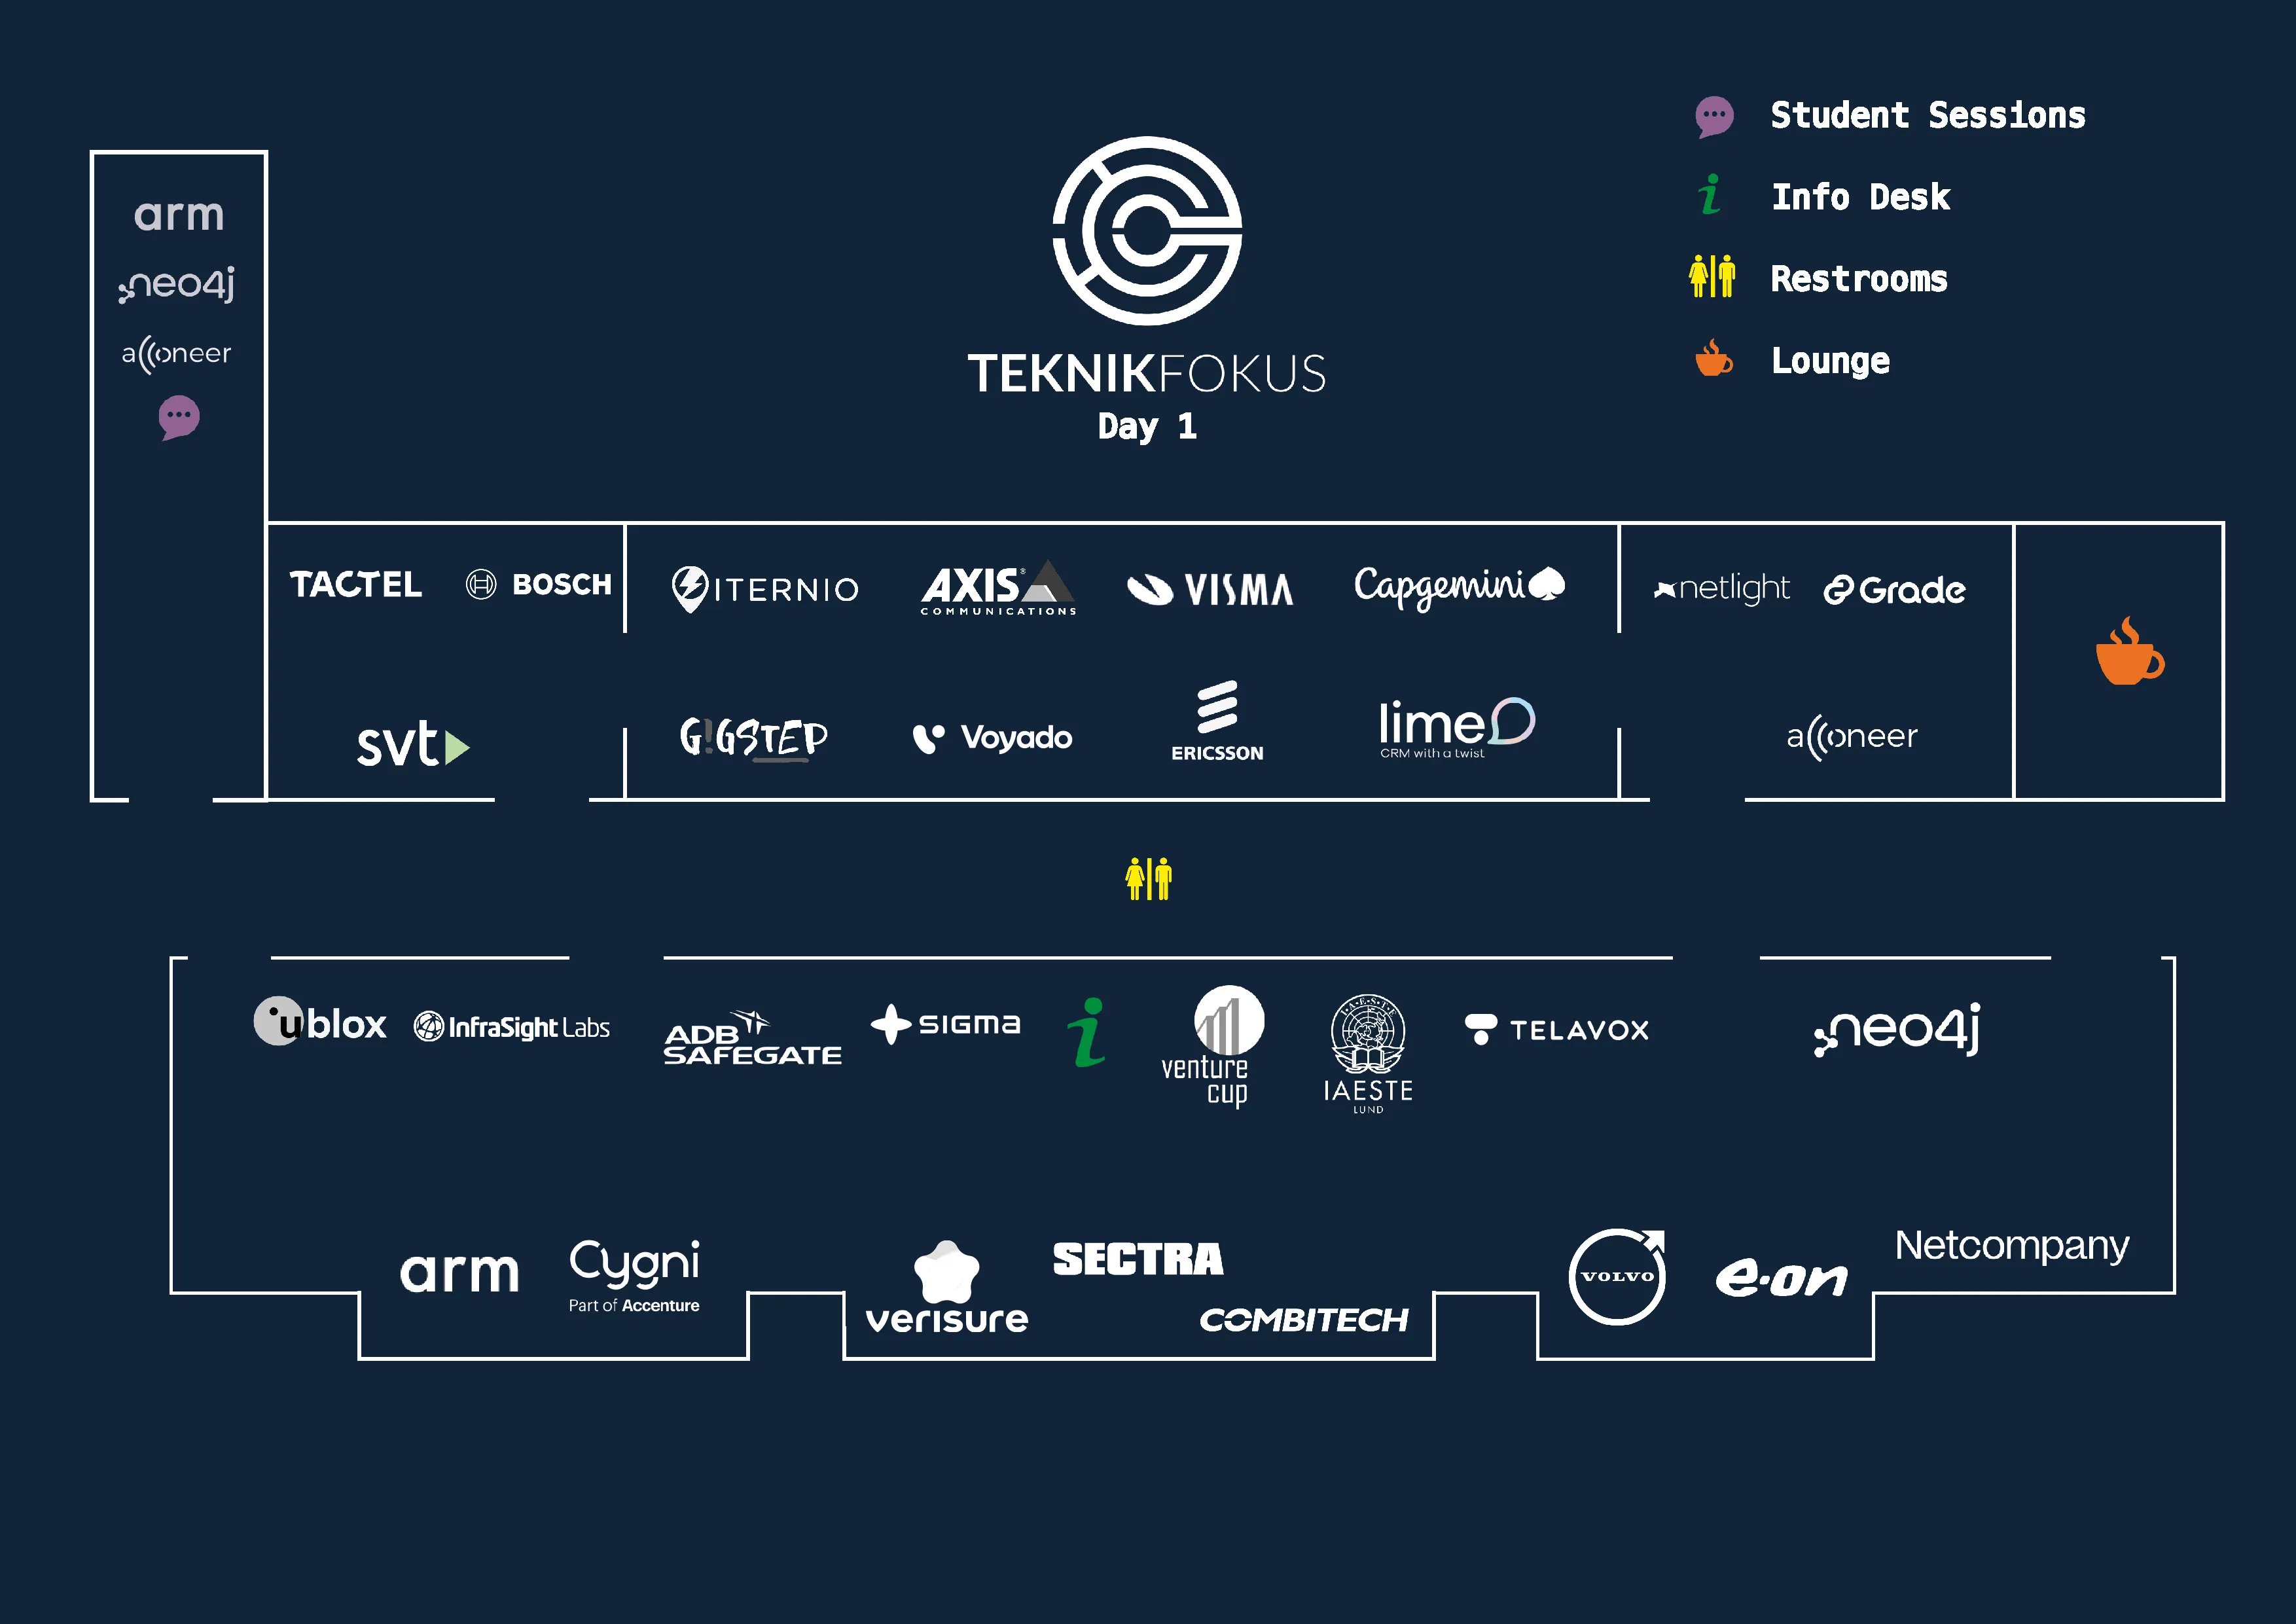 Student Sessions
Info Desk
Restrooms
Lounge
TEKNIKFOKUS
Day 1
arm
neo4j
acconeer
TACTEL
BOSCH
ITERNIO
AXIS®
COMMUNICATIONS
VISMA
Capgemini
netlight
Grade
svt
G!GSTEP
Voyado
ERICSSON
lime
CRM with a twist
acconeer
ublox
InfraSight Labs
ADB
SAFEGATE
SIGMA
i
venture
cup
I.A.E.S.T.E
IAESTE
LUND
TELAVOX
neo4j
arm
Cygni
Part of Accenture
verisure
SECTRA
COMBITECH
VOLVO
e·on
Netcompany